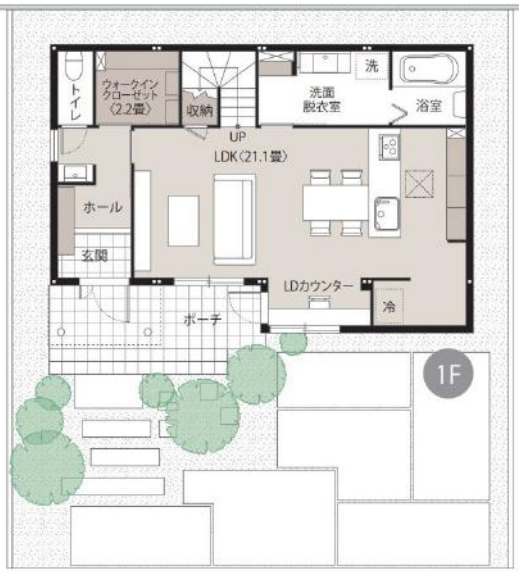 トイレ
ウォークイン
クローゼット
〈2.2畳〉
収納
洗面
脱衣室
洗
浴室
UP
LDK〈21.1畳〉
ホール
玄関
LDカウンター
冷
ポーチ
1F